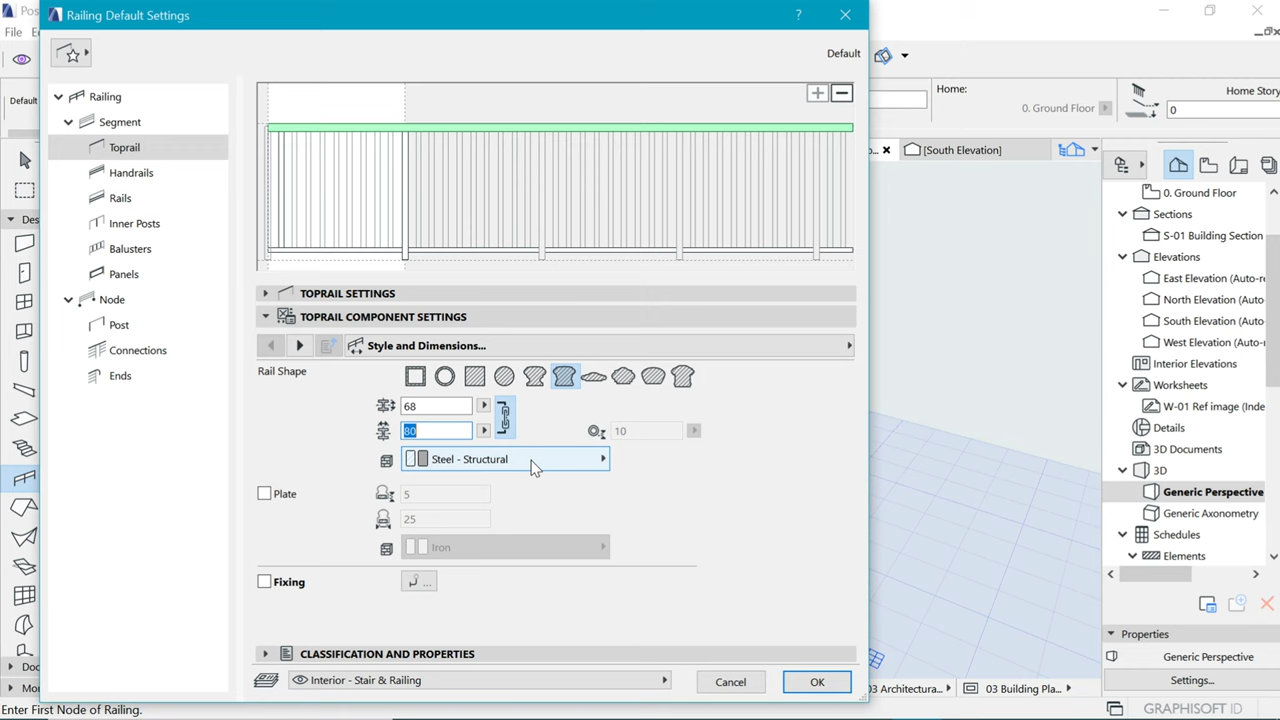 Pos
Railing Default Settings
?
File
Default
Default
Home:
0. Ground Floor
Home Story
0
Railing
Segment
Toprail
Handrails
Rails
Inner Posts
Balusters
Panels
Node
Post
Connections
Ends
Des
Doc
Mor
TOPRAIL SETTINGS
TOPRAIL COMPONENT SETTINGS
Style and Dimensions...
Rail Shape
68
80
10
Steel - Structural
Plate
5
25
Iron
Fixing
...
CLASSIFICATION AND PROPERTIES
Interior - Stair & Railing
Cancel
OK
Enter First Node of Railing.
o...
[South Elevation]
0. Ground Floor
Sections
S-01 Building Section
Elevations
East Elevation (Auto-re
North Elevation (Auto
South Elevation (Auto-
West Elevation (Auto-
Interior Elevations
Worksheets
W-01 Ref image (Inde
Details
3D Documents
3D
Generic Perspective
Generic Axonometry
Schedules
Elements
Properties
Generic Perspective
Settings...
03 Architectura...
03 Building Pla...
GRAPHISOFT ID